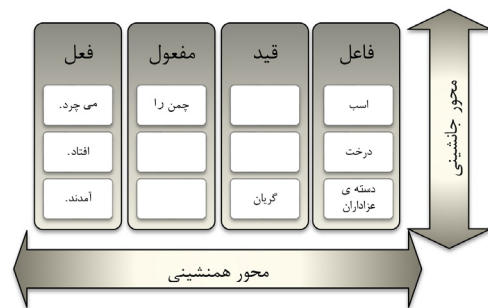 فاعل
قید
مفعول
فعل
اسب
چمن را
می چرد.
درخت
افتاد.
دسته ی
عزاداران
گریان
آمدند.
محور جانشینی
محور همنشینی